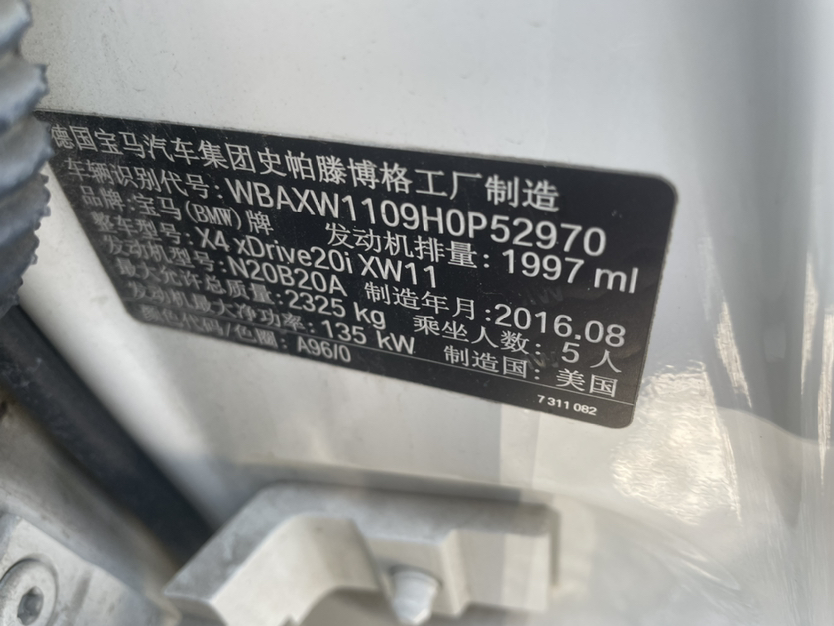 德国宝马汽车集团史帕滕博格工厂制造
车辆识别代号: WBAXW1109H0P52970
品牌: 宝马(BMW)牌 发动机排量: 1997 ml
整车型号: X4 xDrive20i XW11
发动机型号: N20B20A 制造年月: 2016.08
最大允许总质量: 2325 kg 乘坐人数: 5 人
发动机最大净功率: 135 kW 制造国: 美国
颜色代码/色圈: A96/0
7 311 082